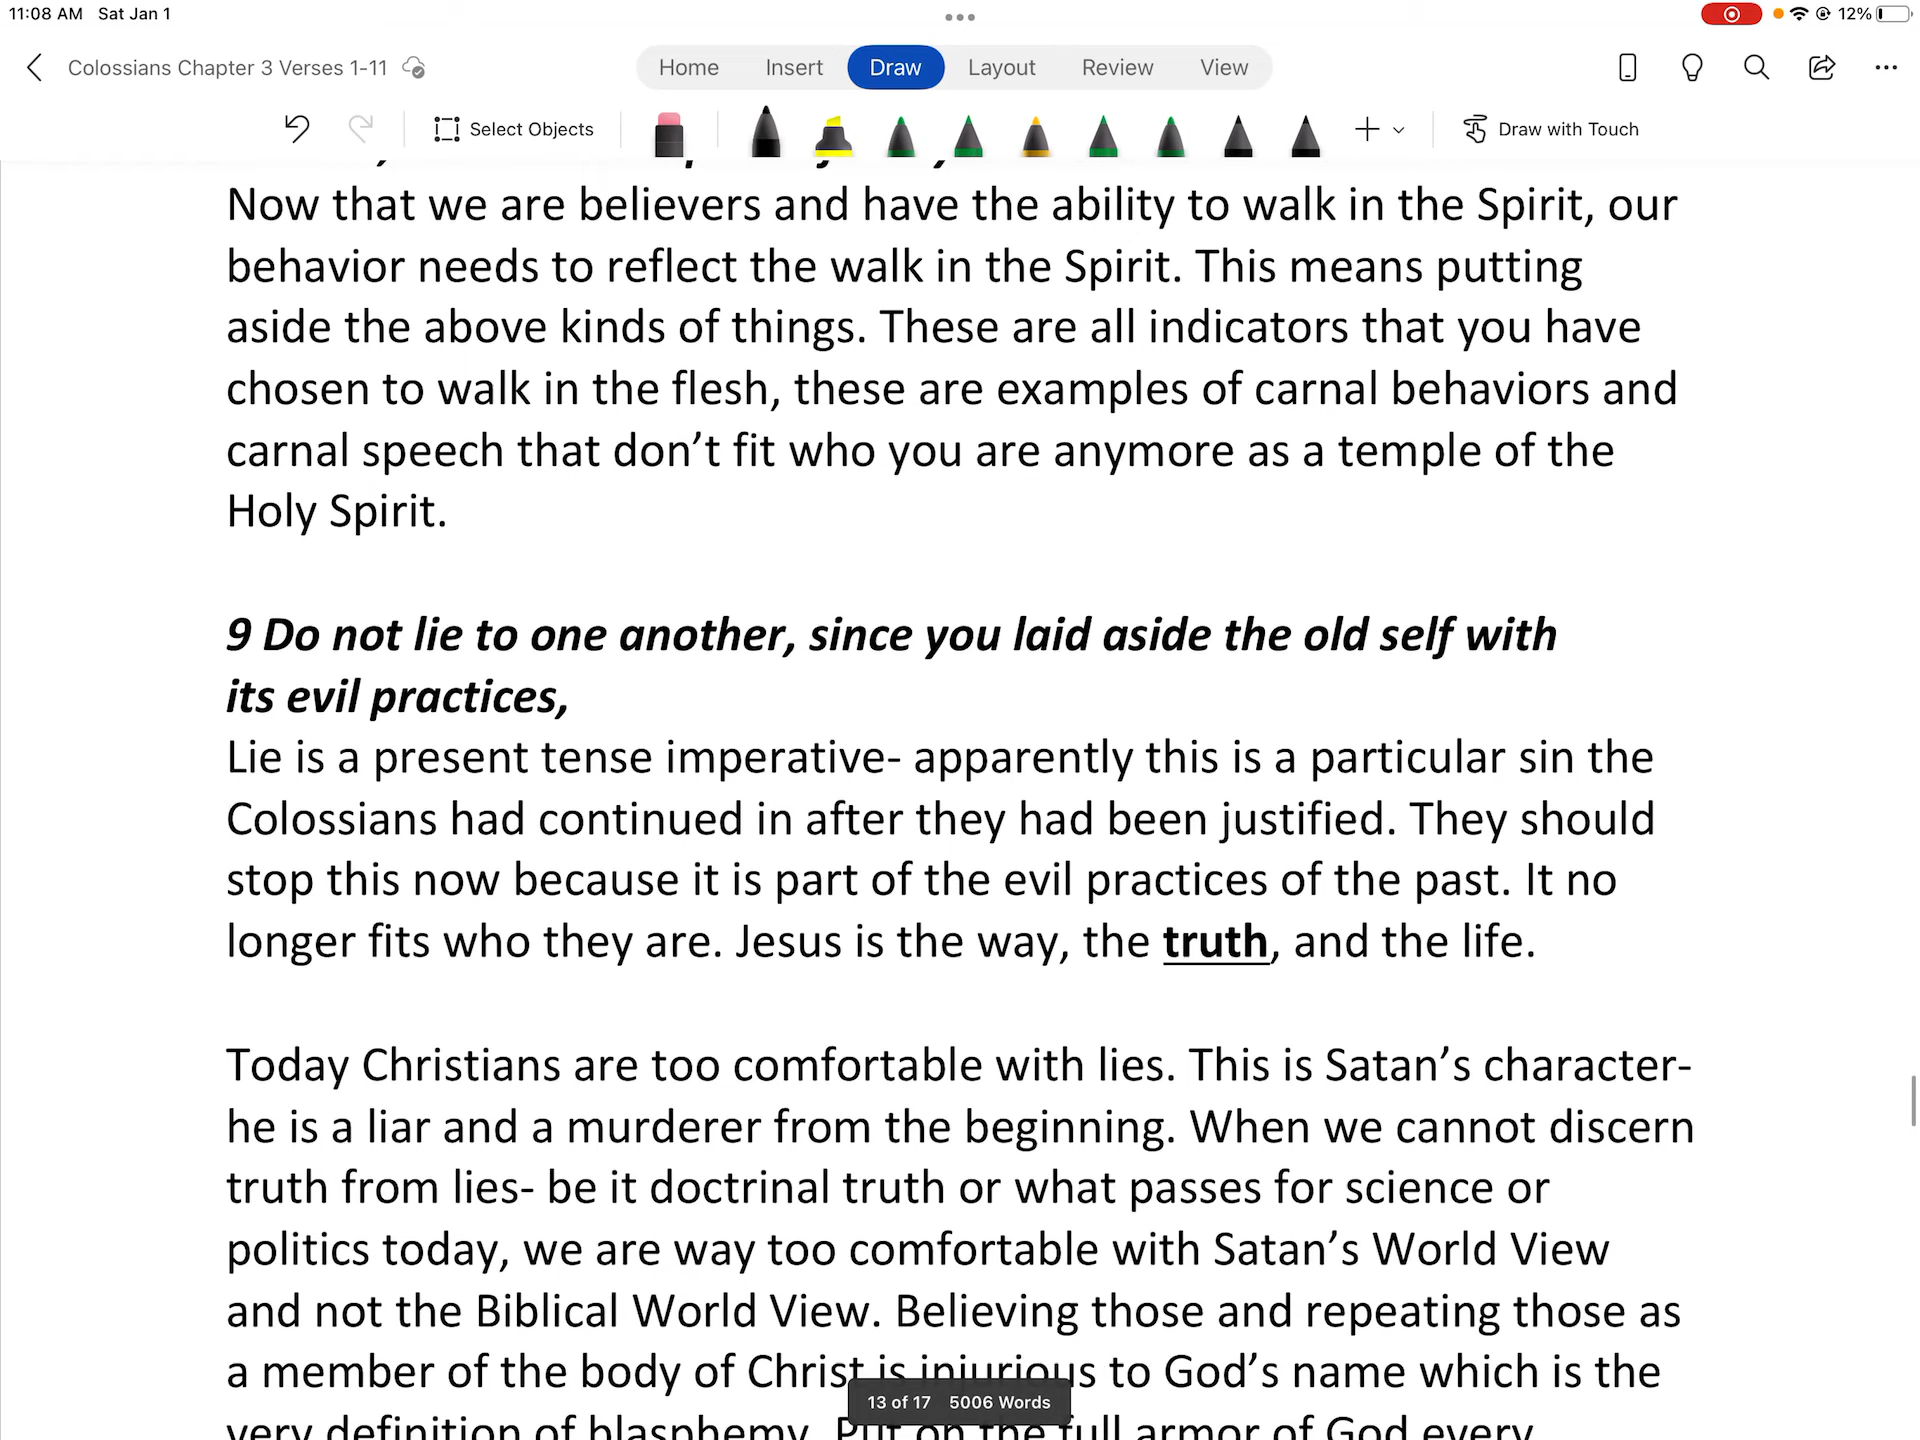 11:08 AM Sat Jan 1
12%
Colossians Chapter 3 Verses 1-11
Home Insert Draw Layout Review View
Select Objects
Draw with Touch
Now that we are believers and have the ability to walk in the Spirit, our
behavior needs to reflect the walk in the Spirit. This means putting
aside the above kinds of things. These are all indicators that you have
chosen to walk in the flesh, these are examples of carnal behaviors and
carnal speech that don’t fit who you are anymore as a temple of the
Holy Spirit.
9 Do not lie to one another, since you laid aside the old self with
its evil practices,
Lie is a present tense imperative- apparently this is a particular sin the
Colossians had continued in after they had been justified. They should
stop this now because it is part of the evil practices of the past. It no
longer fits who they are. Jesus is the way, the truth, and the life.
Today Christians are too comfortable with lies. This is Satan’s character-
he is a liar and a murderer from the beginning. When we cannot discern
truth from lies- be it doctrinal truth or what passes for science or
politics today, we are way too comfortable with Satan’s World View
and not the Biblical World View. Believing those and repeating those as
a member of the body of Christ is injurious to God’s name which is the
13 of 17 5006 Words
very definition of blasphemy. Put on the full armor of God every